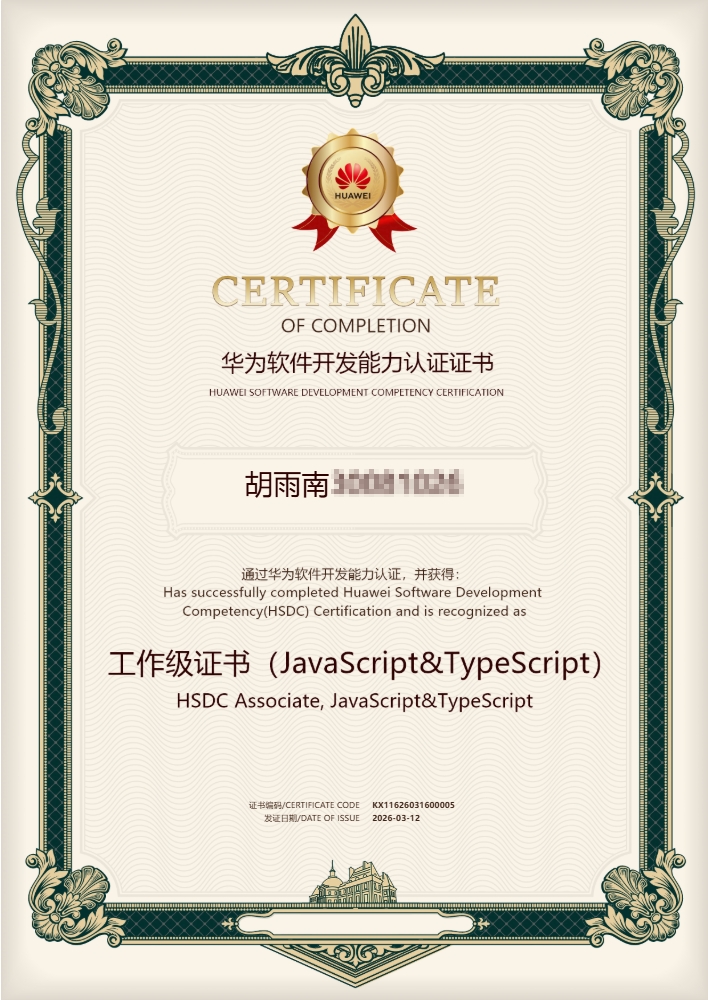 HUAWEI
CERTIFICATE
OF COMPLETION
华为软件开发能力认证证书
HUAWEI SOFTWARE DEVELOPMENT COMPETENCY CERTIFICATION
胡雨南
通过华为软件开发能力认证，并获得：
Has successfully completed Huawei Software Development
Competency(HSDC) Certification and is recognized as
工作级证书（JavaScript&TypeScript）
HSDC Associate, JavaScript&TypeScript
证书编码/CERTIFICATE CODE KX11626031600005
发证日期/DATE OF ISSUE 2026-03-12